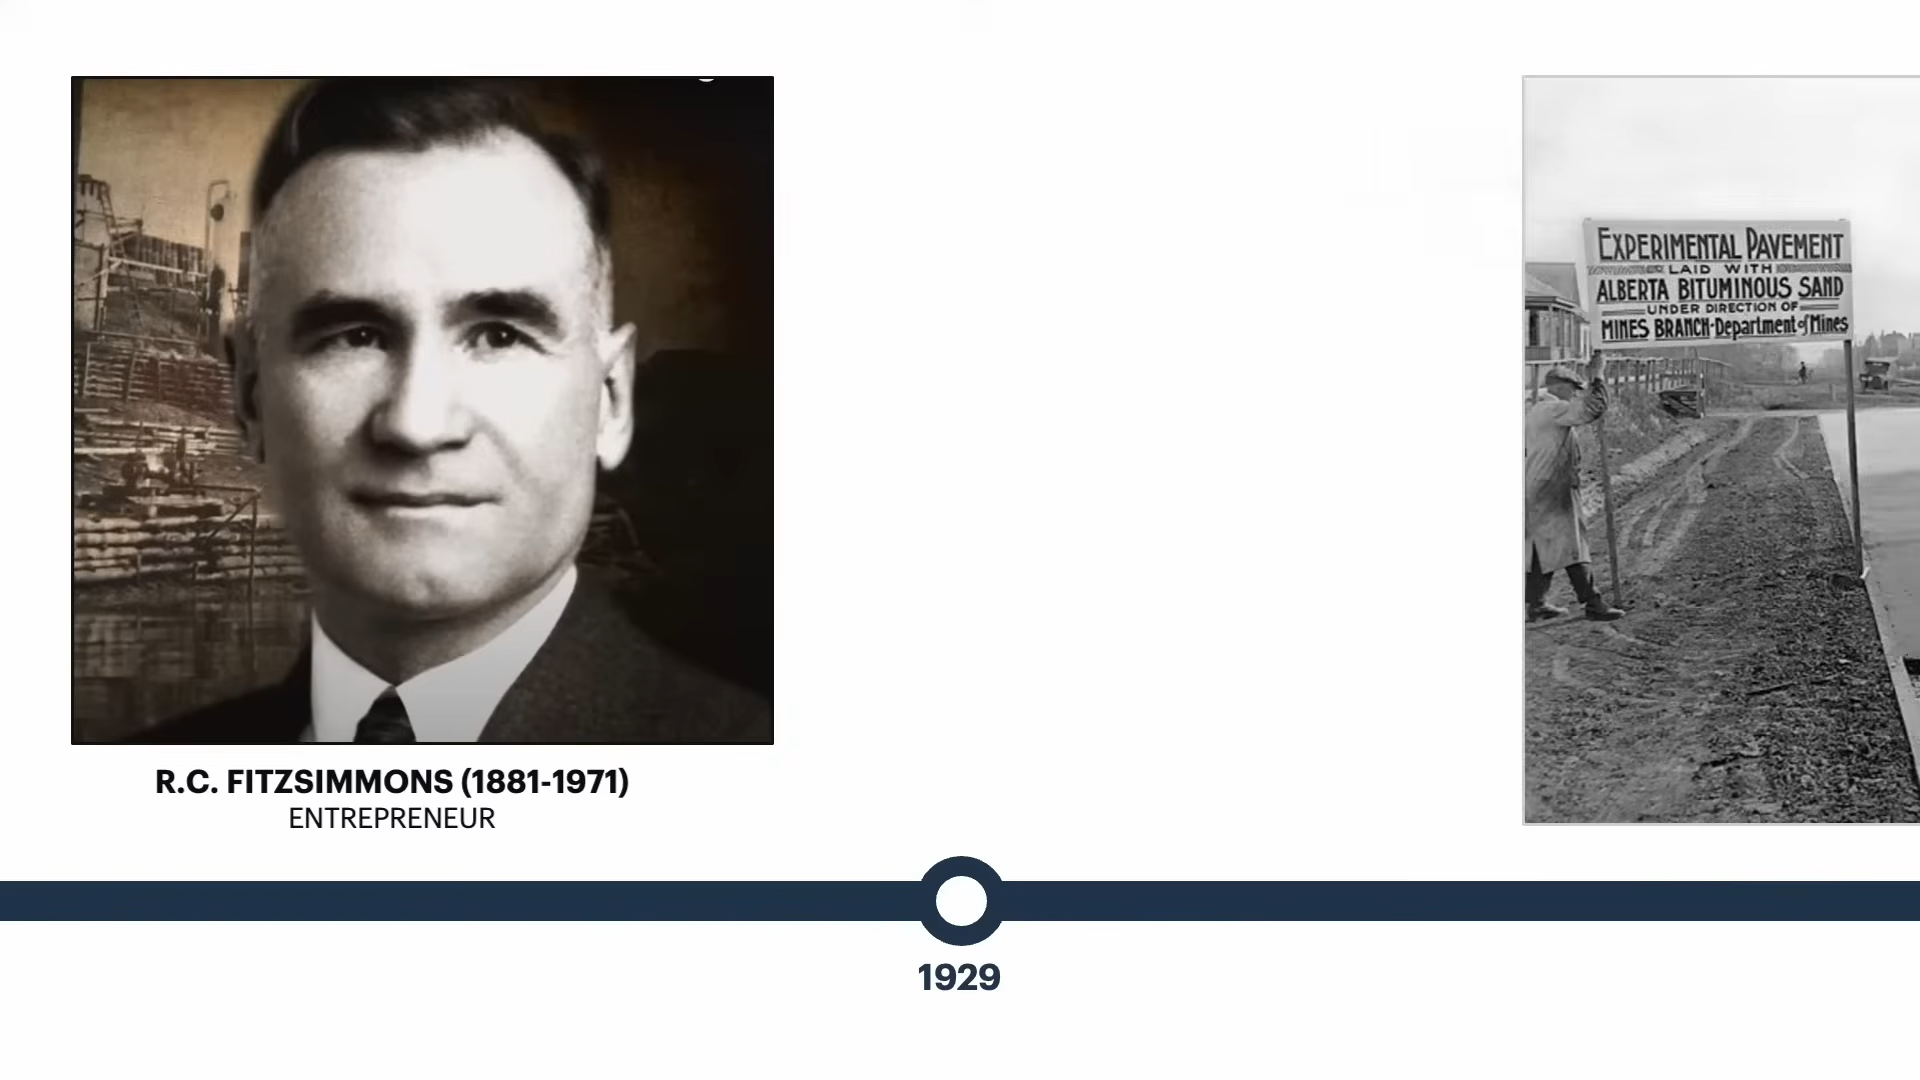 R.C. FITZSIMMONS (1881-1971)
ENTREPRENEUR
EXPERIMENTAL PAVEMENT
LAID WITH
ALBERTA BITUMINOUS SAND
UNDER DIRECTION OF
MINES BRANCH-Department of Mines
1929